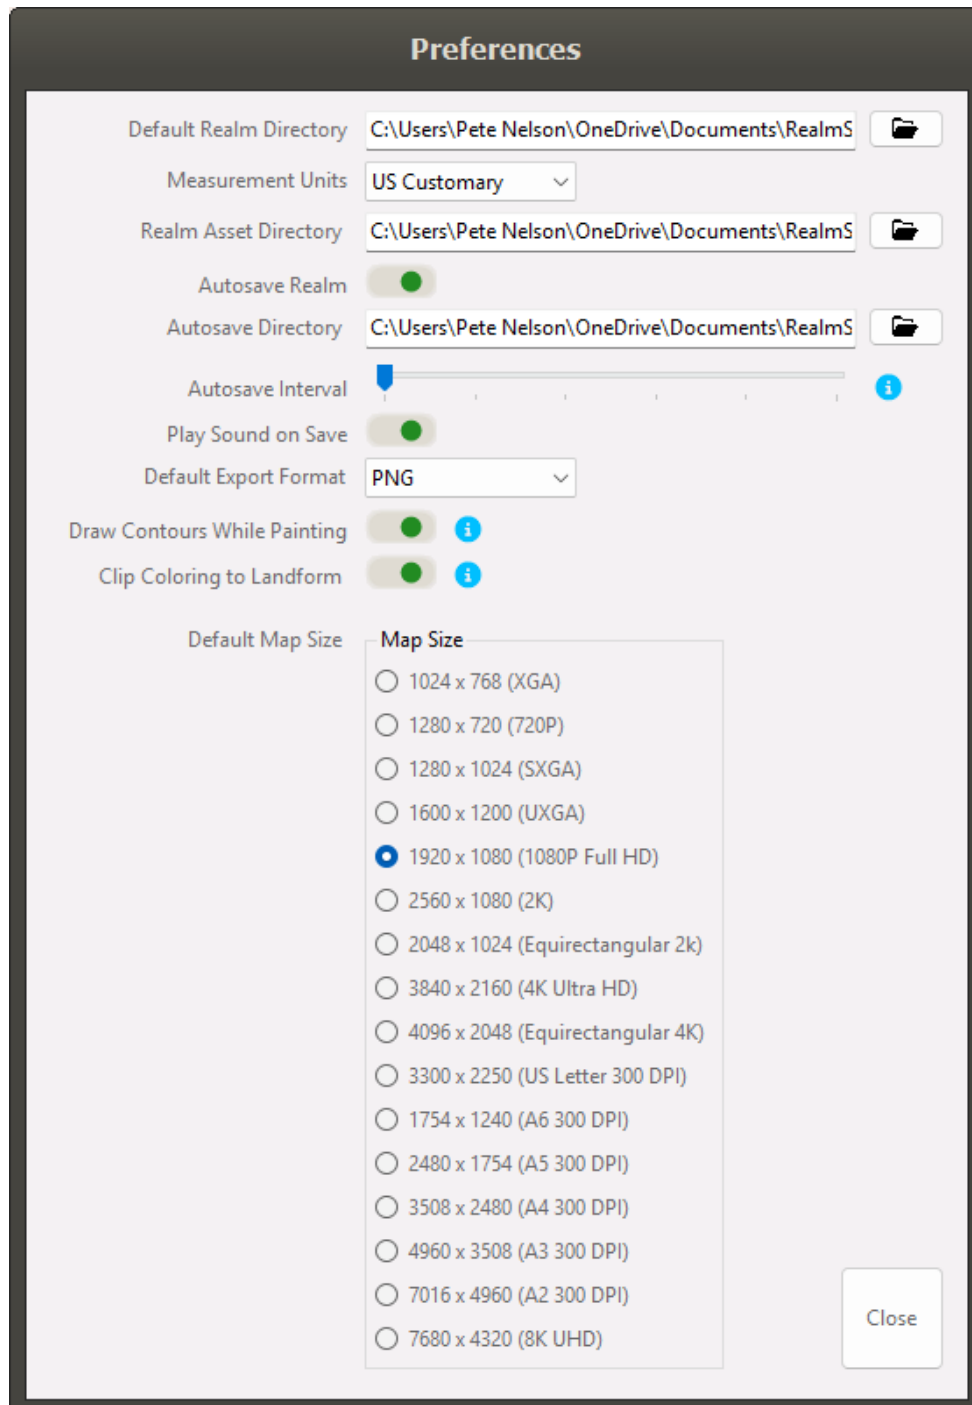 Preferences
Default Realm Directory C:\Users\Pete Nelson\OneDrive\Documents\RealmS
Measurement Units US Customary
Realm Asset Directory C:\Users\Pete Nelson\OneDrive\Documents\RealmS
Autosave Realm
Autosave Directory C:\Users\Pete Nelson\OneDrive\Documents\RealmS
Autosave Interval
Play Sound on Save
Default Export Format PNG
Draw Contours While Painting
Clip Coloring to Landform
Default Map Size Map Size
1024 x 768 (XGA)
1280 x 720 (720P)
1280 x 1024 (SXGA)
1600 x 1200 (UXGA)
1920 x 1080 (1080P Full HD)
2560 x 1080 (2K)
2048 x 1024 (Equirectangular 2k)
3840 x 2160 (4K Ultra HD)
4096 x 2048 (Equirectangular 4K)
3300 x 2250 (US Letter 300 DPI)
1754 x 1240 (A6 300 DPI)
2480 x 1754 (A5 300 DPI)
3508 x 2480 (A4 300 DPI)
4960 x 3508 (A3 300 DPI)
7016 x 4960 (A2 300 DPI)
7680 x 4320 (8K UHD)
Close